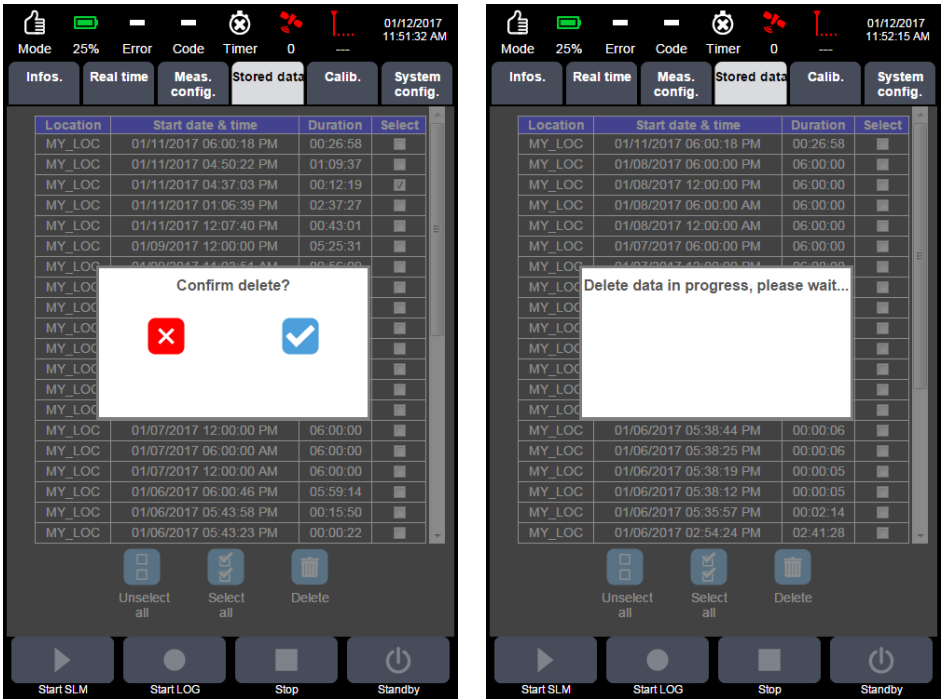 Mode 25% Error Code Timer 0 --- 01/12/2017
11:51:32 AM
Infos. Real time Meas. config. Stored data Calib. System config.
Location Start date & time Duration Select
MY_LOC 01/11/2017 06:00:18 PM 00:26:58
MY_LOC 01/11/2017 04:50:22 PM 01:09:37
MY_LOC 01/11/2017 04:37:03 PM 00:12:19
MY_LOC 01/11/2017 01:06:39 PM 02:37:27
MY_LOC 01/11/2017 12:07:40 PM 00:43:01
MY_LOC 01/09/2017 12:00:00 PM 05:25:31
Confirm delete?
MY_LOC 01/07/2017 12:00:00 PM 06:00:00
MY_LOC 01/07/2017 06:00:00 AM 06:00:00
MY_LOC 01/07/2017 12:00:00 AM 06:00:00
MY_LOC 01/06/2017 06:00:46 PM 05:59:14
MY_LOC 01/06/2017 05:43:58 PM 00:15:50
MY_LOC 01/06/2017 05:43:23 PM 00:00:22
Unselect all Select all Delete
Start SLM Start LOG Stop Standby
Mode 25% Error Code Timer 0 --- 01/12/2017
11:52:15 AM
Infos. Real time Meas. config. Stored data Calib. System config.
Location Start date & time Duration Select
MY_LOC 01/11/2017 06:00:18 PM 00:26:58
MY_LOC 01/08/2017 06:00:00 PM 06:00:00
MY_LOC 01/08/2017 12:00:00 PM 06:00:00
MY_LOC 01/08/2017 06:00:00 AM 06:00:00
MY_LOC 01/08/2017 12:00:00 AM 06:00:00
MY_LOC 01/07/2017 06:00:00 PM 06:00:00
Delete data in progress, please wait...
MY_LOC 01/06/2017 05:38:44 PM 00:00:06
MY_LOC 01/06/2017 05:38:25 PM 00:00:06
MY_LOC 01/06/2017 05:38:19 PM 00:00:05
MY_LOC 01/06/2017 05:38:12 PM 00:00:05
MY_LOC 01/06/2017 05:35:57 PM 00:02:14
MY_LOC 01/06/2017 02:54:24 PM 02:41:28
Unselect all Select all Delete
Start SLM Start LOG Stop Standby